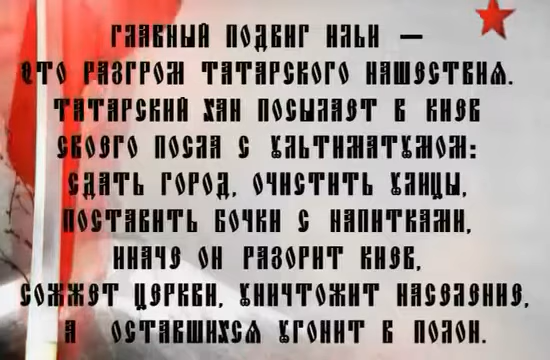 ГЛАВНЫЙ ПОДВИГ ИЛЬИ —
ЭТО РАЗГРОМ ТАТАРСКОГО НАШЕСТВИЯ.
ТАТАРСКИЙ ХАН ПОСЫЛАЕТ В КИЕВ
СВОЕГО ПОСЛА С УЛЬТИМАТУМОМ:
СДАТЬ ГОРОД, ОЧИСТИТЬ УЛИЦЫ,
ПОСТАВИТЬ БОЧКИ С НАПИТКАМИ,
ИНАЧЕ ОН РАЗОРИТ КИЕВ,
СОЖЖЕТ ЦЕРКВИ, УНИЧТОЖИТ НАСЕЛЕНИЕ,
А ОСТАВШИХСЯ УГОНИТ В ПОЛОН.